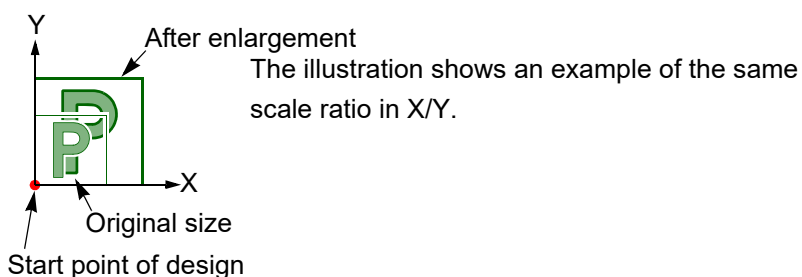 Y
After enlargement
The illustration shows an example of the same
scale ratio in X/Y.
P
P
X
Original size
Start point of design